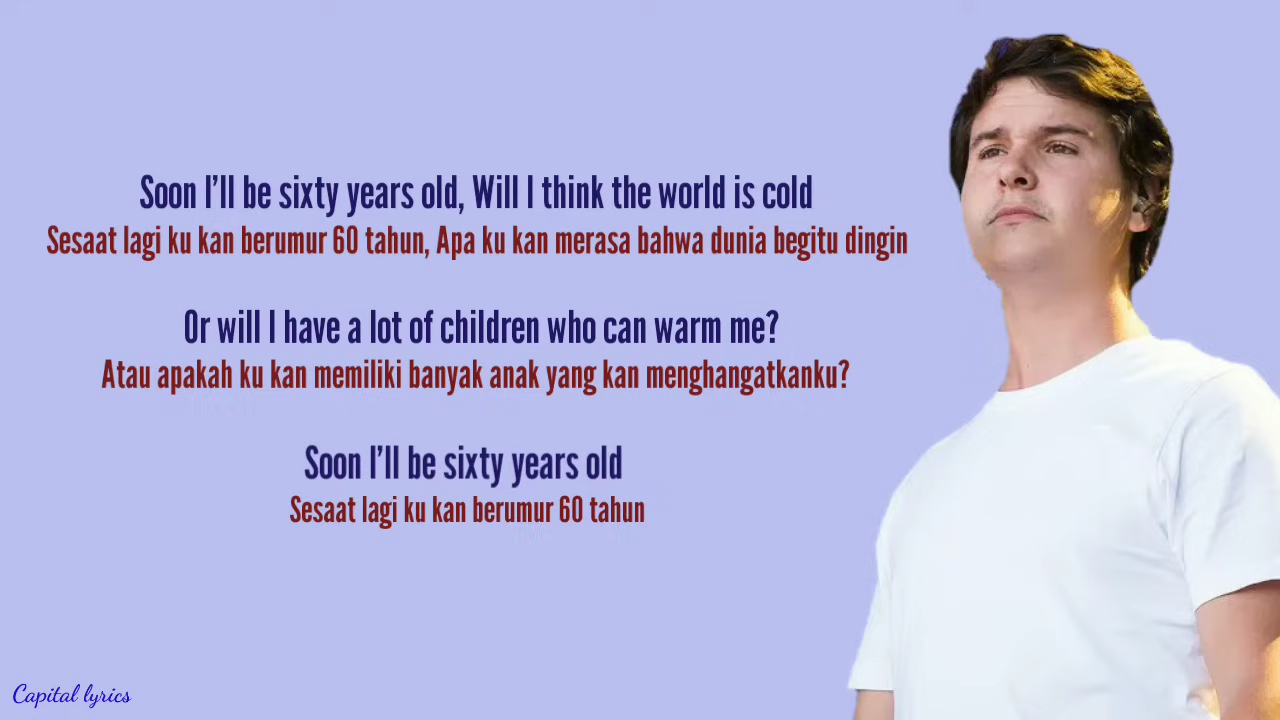 Soon I'll be sixty years old, Will I think the world is cold
Sesaat lagi ku kan berumur 60 tahun, Apa ku kan merasa bahwa dunia begitu dingin
Or will I have a lot of children who can warm me?
Atau apakah ku kan memiliki banyak anak yang kan menghangatkanku?
Soon I'll be sixty years old
Sesaat lagi ku kan berumur 60 tahun
Capital lyrics